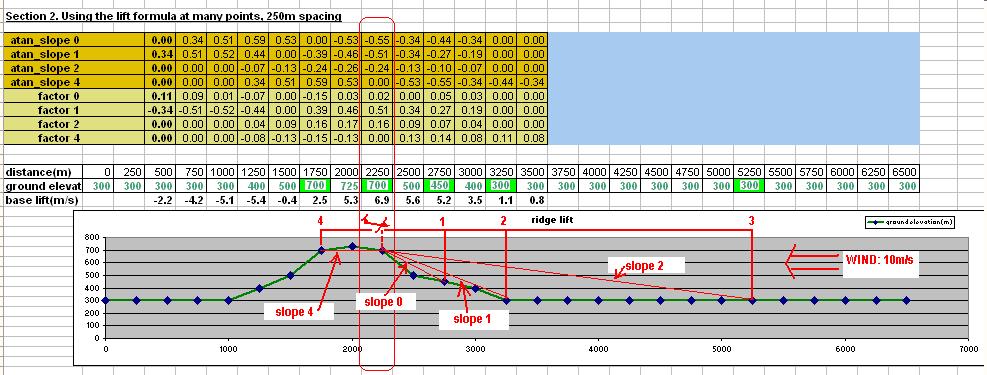 Section 2. Using the lift formula at many points, 250m spacing
atan_slope 0 0.00 0.34 0.51 0.59 0.53 0.00 -0.53 -0.55 -0.34 -0.44 -0.34 0.00 0.00
atan_slope 1 0.34 0.51 0.52 0.44 0.00 -0.39 -0.46 -0.51 -0.34 -0.27 -0.19 0.00 0.00
atan_slope 2 0.00 0.00 0.00 -0.07 -0.13 -0.24 -0.26 -0.24 -0.13 -0.10 -0.07 0.00 0.00
atan_slope 4 0.00 0.00 0.00 0.34 0.51 0.59 0.53 0.00 -0.53 -0.55 -0.34 -0.44 -0.34
factor 0 0.11 0.09 0.01 -0.07 0.00 -0.15 0.03 0.02 0.00 0.05 0.03 0.00 0.00
factor 1 -0.34 -0.51 -0.52 -0.44 0.00 0.39 0.46 0.51 0.34 0.27 0.19 0.00 0.00
factor 2 0.00 0.00 0.00 0.04 0.09 0.16 0.17 0.16 0.09 0.07 0.04 0.00 0.00
factor 4 0.00 0.00 0.00 -0.08 -0.13 -0.15 -0.13 0.00 0.13 0.14 0.08 0.11 0.08
distance(m) 0 250 500 750 1000 1250 1500 1750 2000 2250 2500 2750 3000 3250 3500 3750 4000 4250 4500 4750 5000 5250 5500 5750 6000 6250 6500
ground elevat 300 300 300 300 300 400 500 700 725 700 500 450 400 300 300 300 300 300 300 300 300 300 300 300 300 300 300
base lift(m/s) -2.2 -4.2 -5.1 -5.4 -0.4 2.5 5.3 6.9 5.6 5.2 3.5 1.1 0.8
4 1 2 ridge lift 3
ground elevation(m)
800
700
600
500
400
300
200
100
0
WIND: 10m/s
slope 2
slope 0
slope 4
slope 1
0 1000 2000 3000 4000 5000 6000 7000